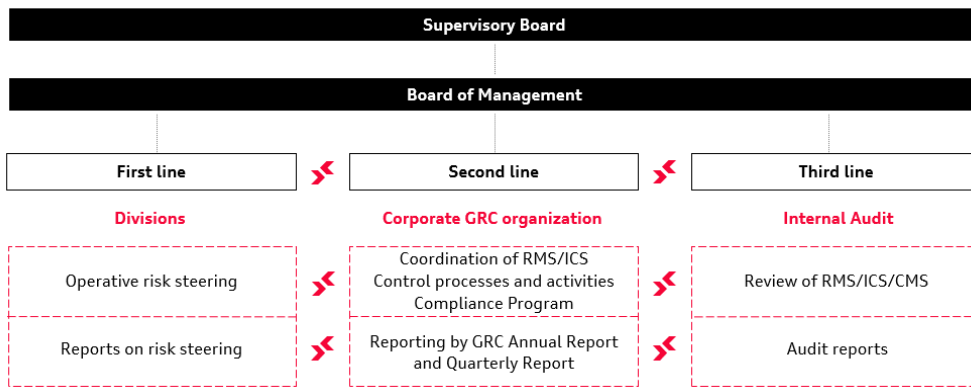 Supervisory Board
Board of Management
First line
Second line
Third line
Divisions
Corporate GRC organization
Internal Audit
Operative risk steering
Coordination of RMS/ICS
Control processes and activities
Compliance Program
Review of RMS/ICS/CMS
Reports on risk steering
Reporting by GRC Annual Report
and Quarterly Report
Audit reports